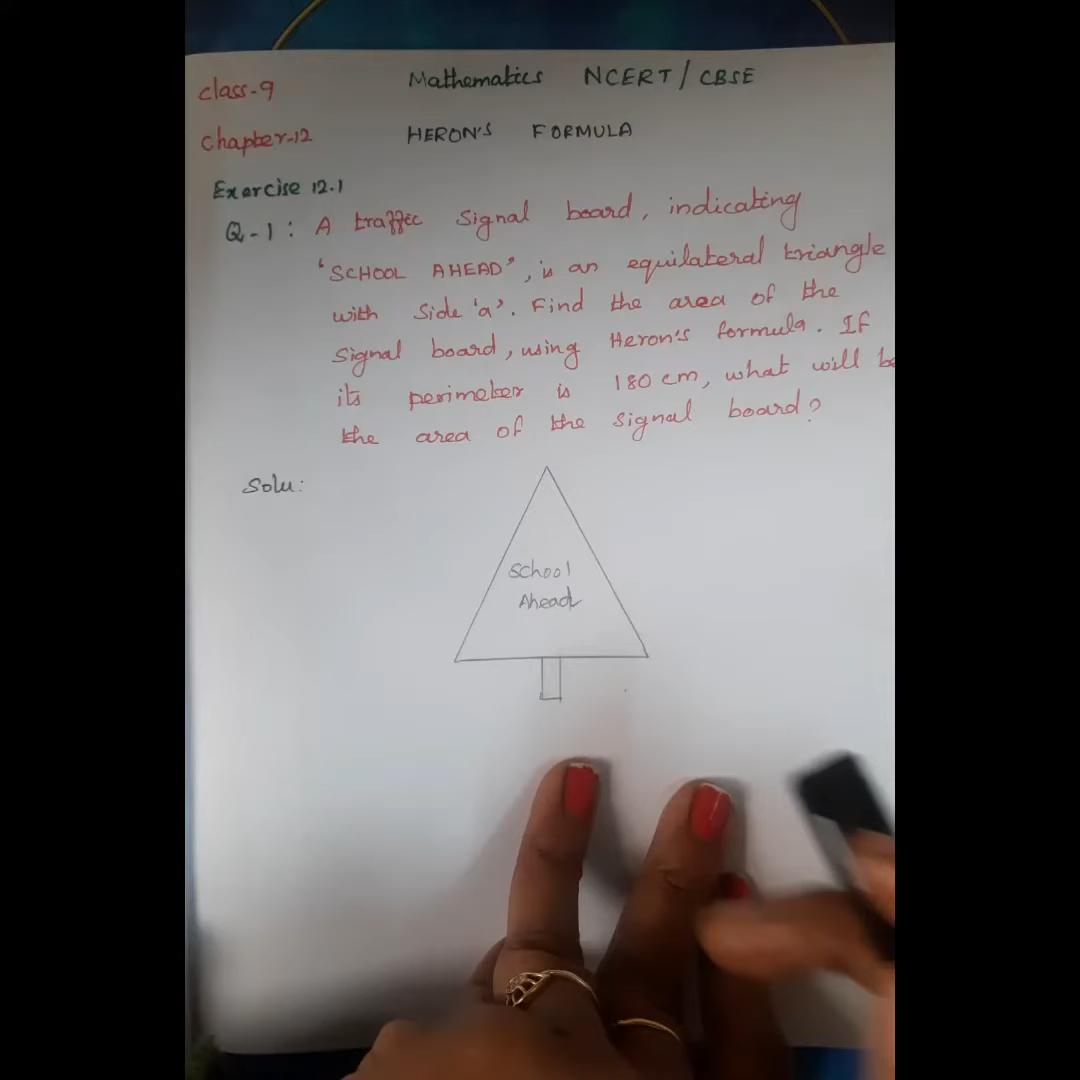 class-9 Mathematics NCERT/CBSE
Chapter-12 HERON'S FORMULA
Exercise 12.1
Q-1: A traffic signal board, indicating
'SCHOOL AHEAD', is an equilateral triangle
with side 'a'. Find the area of the
signal board, using Heron's formula. If
its perimeter is 180 cm, what will be
the area of the signal board?
Solu:
School
Ahead